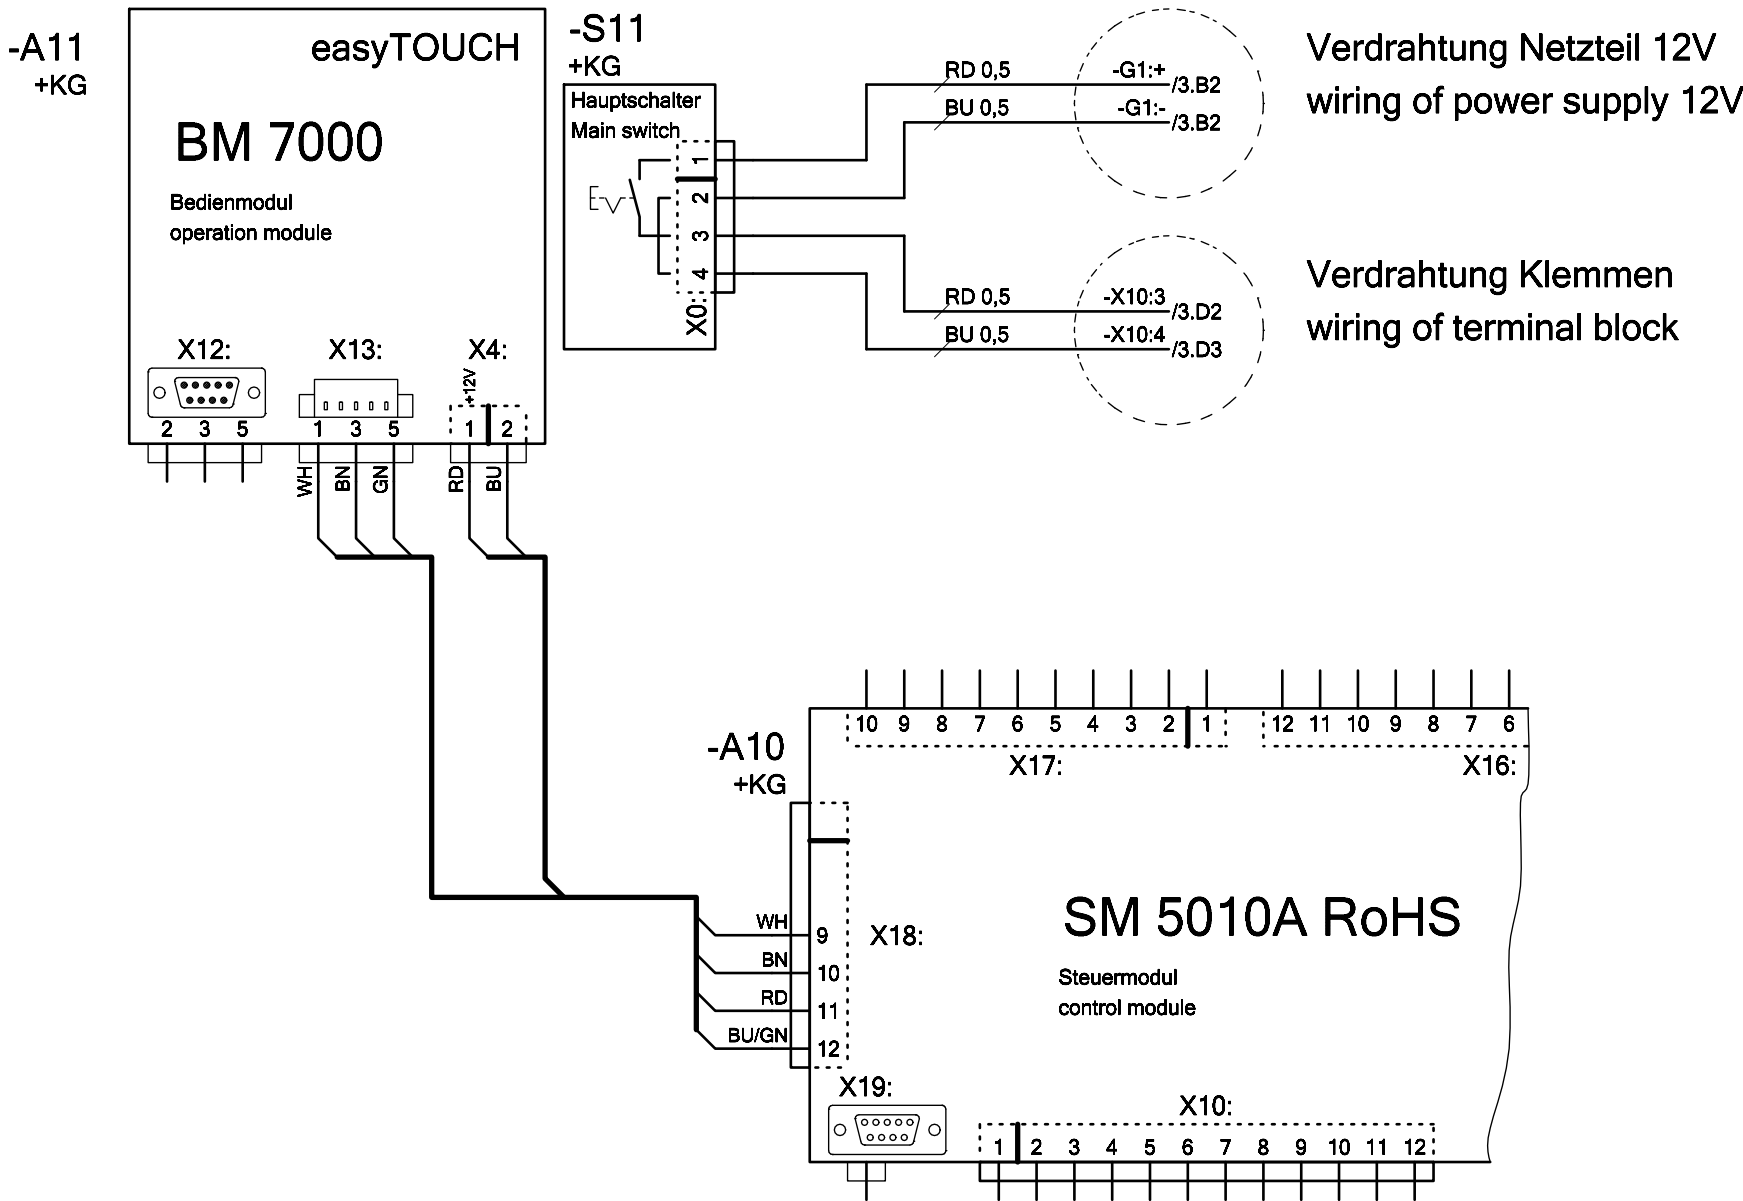 -A11
+KG
easyTOUCH
BM 7000
Bedienmodul
operation module
X12:
X13:
X4:
+12V
2 3 5
1 3 5
1 2
WH
BN
GN
RD
BU
-S11
+KG
Hauptschalter
Main switch
1
2
3
4
X0:
RD 0,5
-G1:+
/3.B2
BU 0,5
-G1:-
/3.B2
Verdrahtung Netzteil 12V
wiring of power supply 12V
RD 0,5
-X10:3
/3.D2
BU 0,5
-X10:4
/3.D3
Verdrahtung Klemmen
wiring of terminal block
-A10
+KG
10 9 8 7 6 5 4 3 2 1
X17:
12 11 10 9 8 7 6
X16:
WH
9
BN
10
RD
11
BU/GN
12
X18:
SM 5010A RoHS
Steuermodul
control module
X19:
X10:
1 2 3 4 5 6 7 8 9 10 11 12